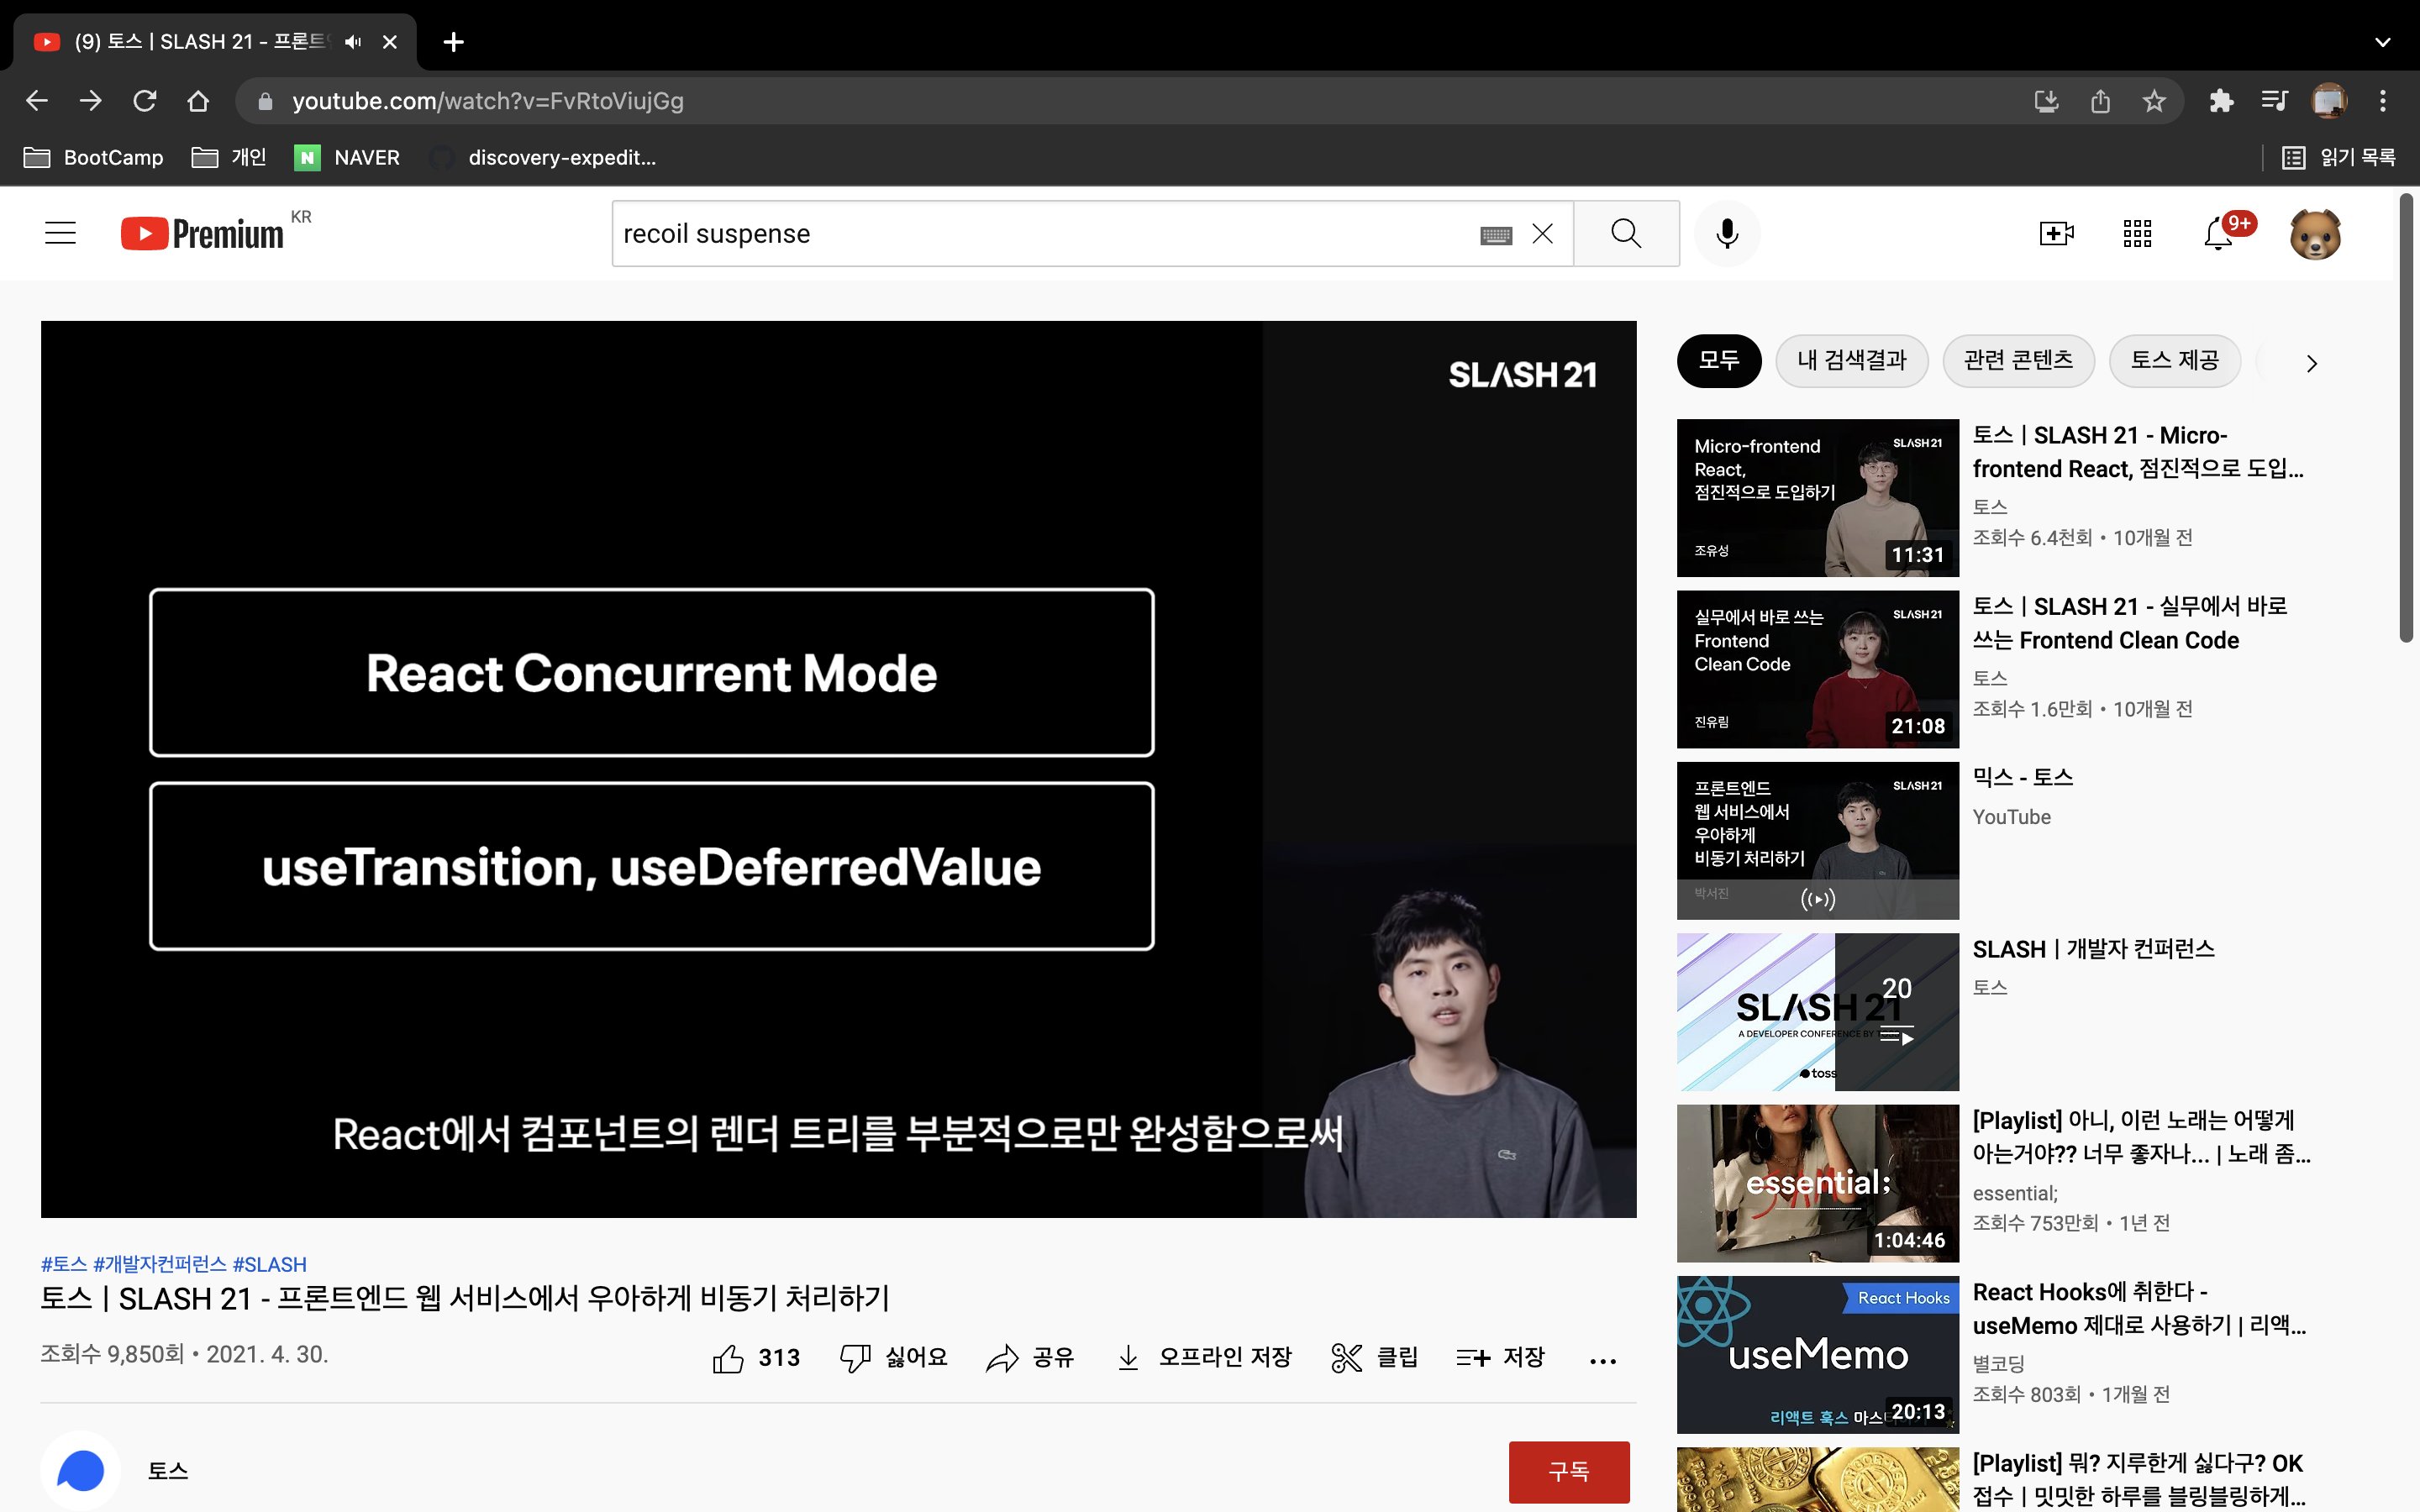 (9) 토스 | SLASH 21 - 프론트
youtube.com/watch?v=FvRtoViujGg
BootCamp
개인
NAVER
discovery-expedit...
읽기 목록
Premium KR
recoil suspense
9+
SLASH 21
React Concurrent Mode
useTransition, useDeferredValue
React에서 컴포넌트의 렌더 트리를 부분적으로만 완성함으로써
#토스 #개발자컨퍼런스 #SLASH
토스 | SLASH 21 - 프론트엔드 웹 서비스에서 우아하게 비동기 처리하기
조회수 9,850회 • 2021. 4. 30.
313
싫어요
공유
오프라인 저장
클립
저장
토스
구독
모두
내 검색결과
관련 콘텐츠
토스 제공
Micro-frontend
React,
점진적으로 도입하기
조유성
SLASH 21
11:31
토스 | SLASH 21 - Micro-
frontend React, 점진적으로 도입...
토스
조회수 6.4천회 • 10개월 전
실무에서 바로 쓰는
Frontend
Clean Code
진유림
SLASH 21
21:08
토스 | SLASH 21 - 실무에서 바로
쓰는 Frontend Clean Code
토스
조회수 1.6만회 • 10개월 전
프론트엔드
웹 서비스에서
우아하게
비동기 처리하기
박서진
SLASH 21
믹스 - 토스
YouTube
SLASH 21
A DEVELOPER CONFERENCE BY
toss
20
SLASH | 개발자 컨퍼런스
토스
essential;
1:04:46
[Playlist] 아니, 이런 노래는 어떻게
아는거야?? 너무 좋자나... | 노래 좀...
essential;
조회수 753만회 • 1년 전
React Hooks
useMemo
리액트 훅스 마스
20:13
React Hooks에 취한다 -
useMemo 제대로 사용하기 | 리액...
별코딩
조회수 803회 • 1개월 전
[Playlist] 뭐? 지루한게 싫다구? OK
접수 | 밋밋한 하루를 블링블링하게...